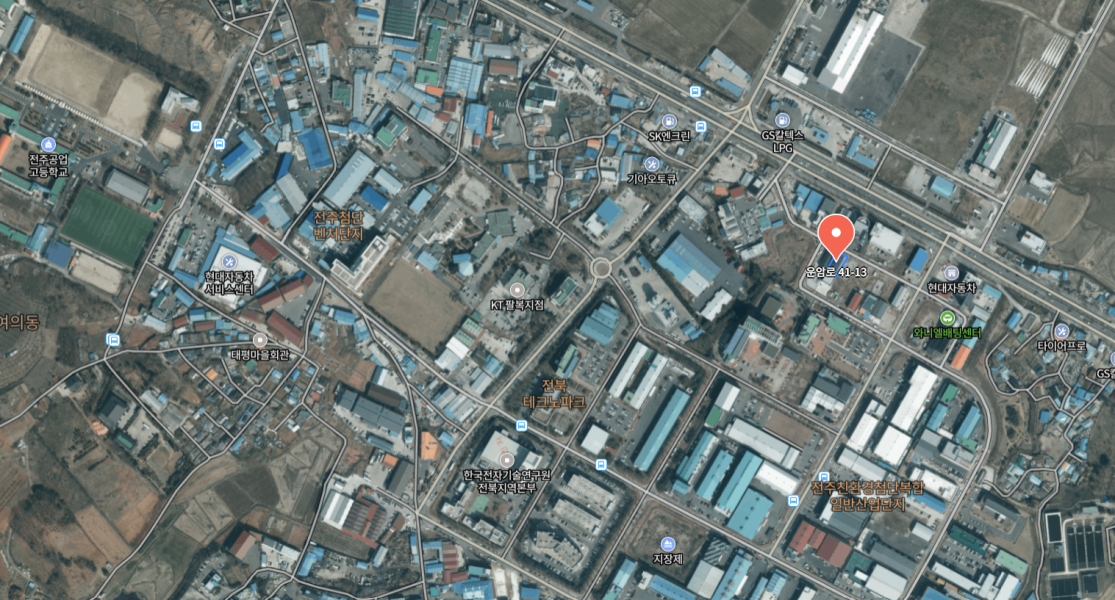 SK엔크린
GS칼텍스
LPG
전주공업
고등학교
기아오토큐
전주첨단
벤처단지
운암로 41-13
현대자동차
서비스센터
현대자동차
KT 팔복지점
여의동
와니엘배팅센터
타이어프로
태평마을회관
전북
테크노파크
한국전자기술연구원
전북지역본부
전주친환경첨단복합
일반산업단지
지장제